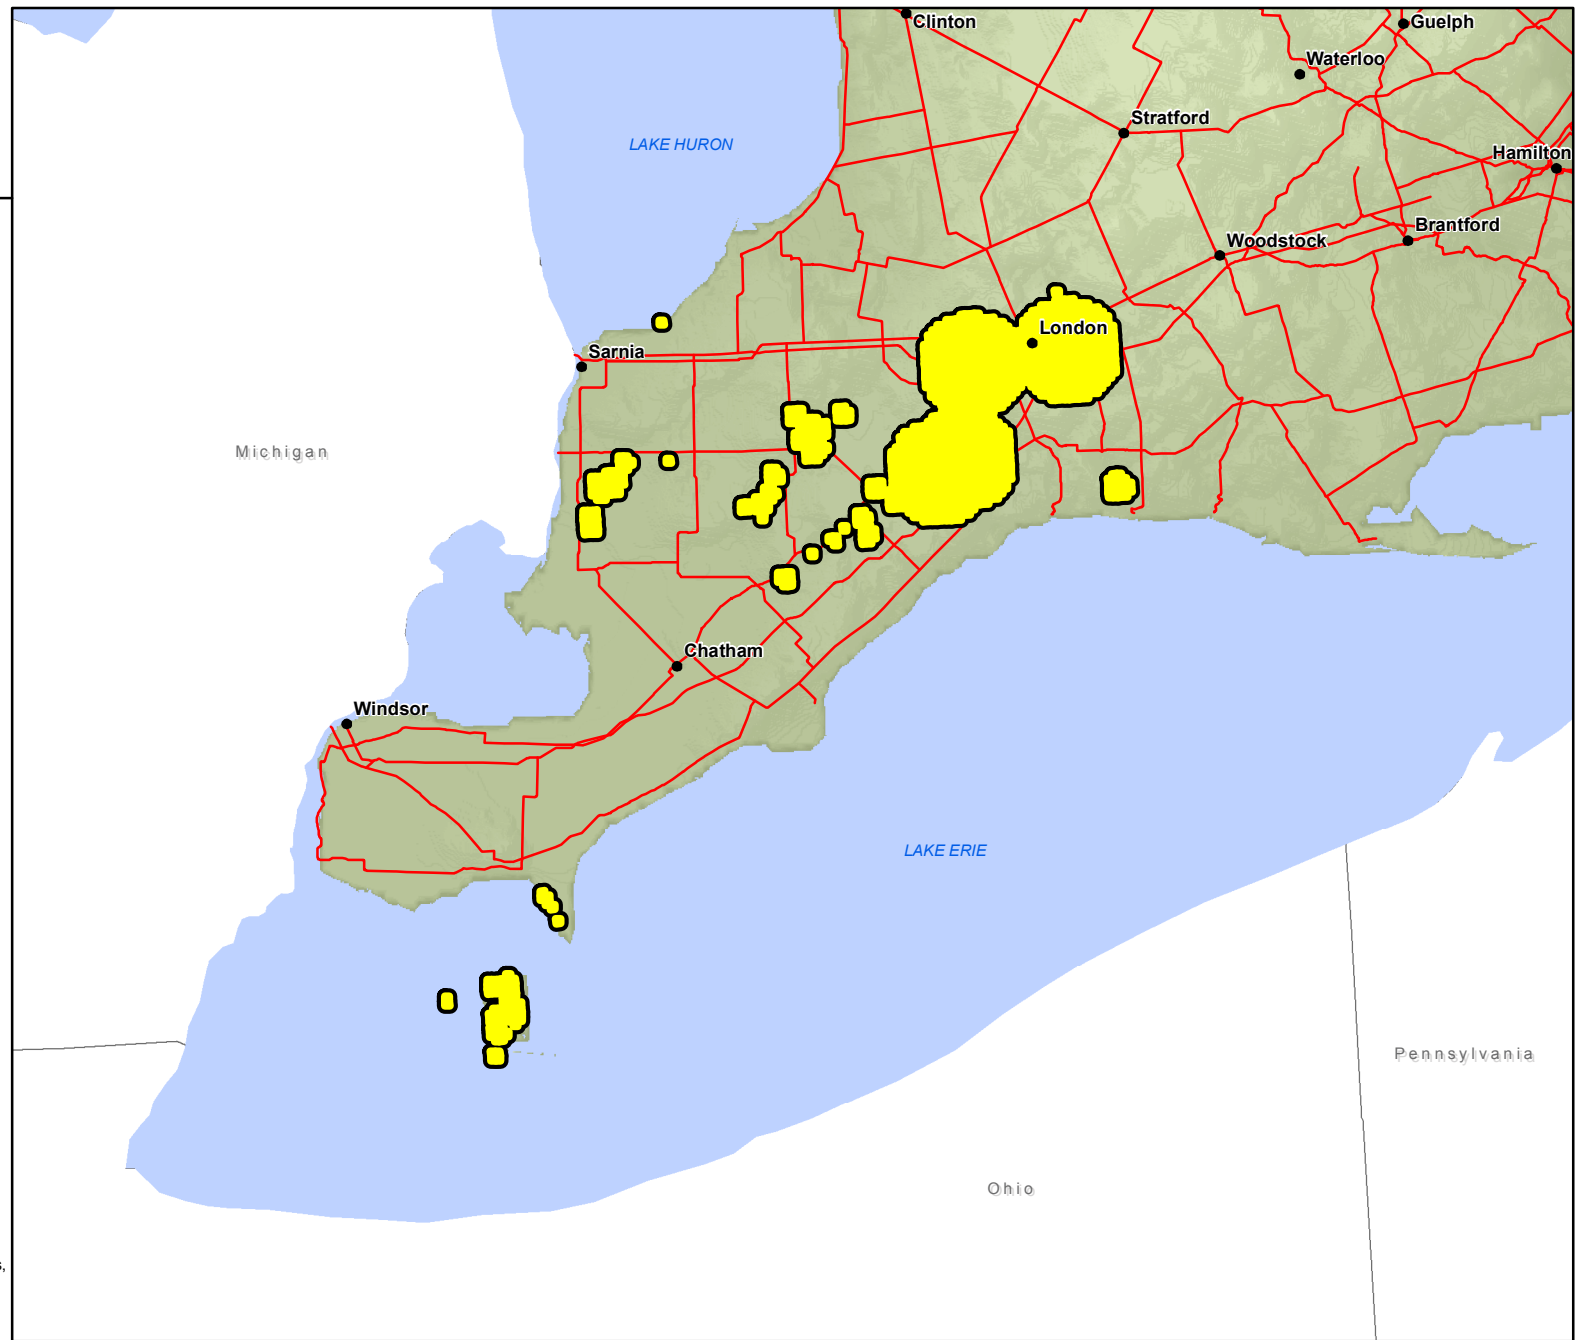 Clinton
Guelph
Waterloo
Stratford
LAKE HURON
Hamilton
Brantford
Woodstock
London
Sarnia
Michigan
Chatham
Windsor
LAKE ERIE
Pennsylvania
Ohio
s,